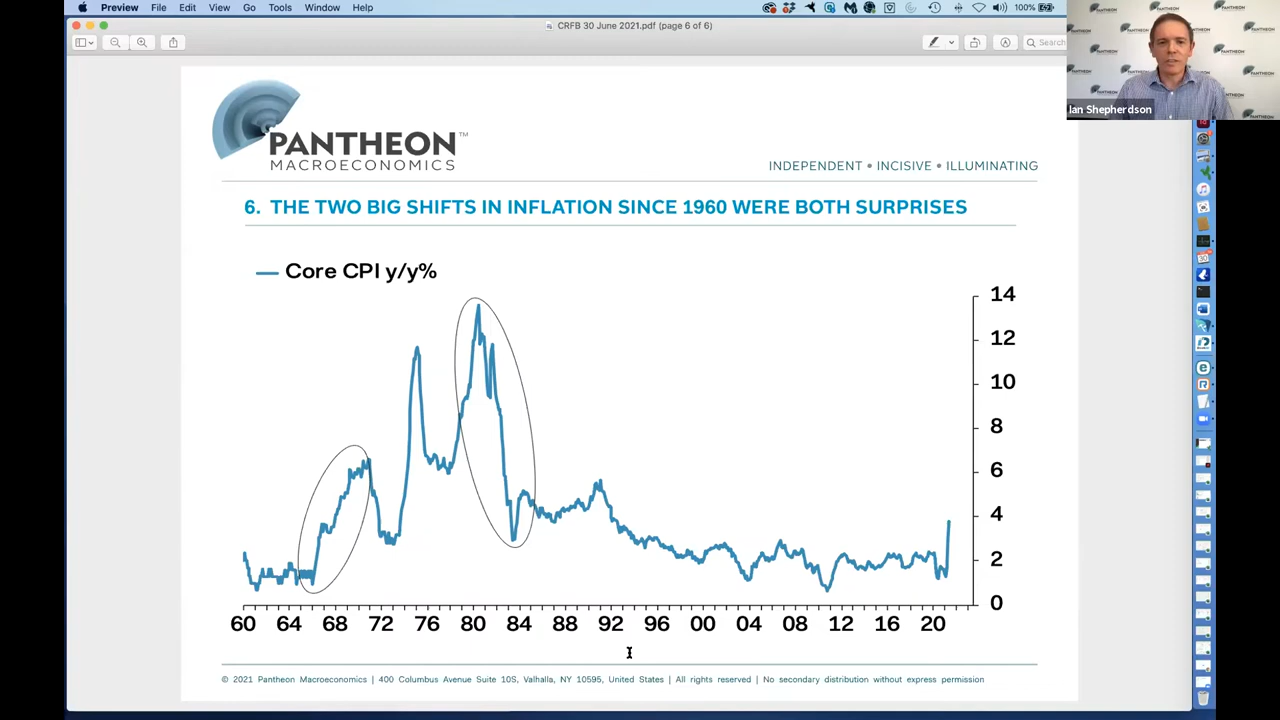 Preview File Edit View Go Tools Window Help 100%
CRFB 30 June 2021.pdf (page 6 of 6)
Search
PANTHEON
Ian Shepherdson
PANTHEON™
MACROECONOMICS
INDEPENDENT • INCISIVE • ILLUMINATING
6. THE TWO BIG SHIFTS IN INFLATION SINCE 1960 WERE BOTH SURPRISES
Core CPI y/y%
14
12
10
8
6
4
2
0
60 64 68 72 76 80 84 88 92 96 00 04 08 12 16 20
© 2021 Pantheon Macroeconomics | 400 Columbus Avenue Suite 10S, Valhalla, NY 10595, United States | All rights reserved | No secondary distribution without express permission